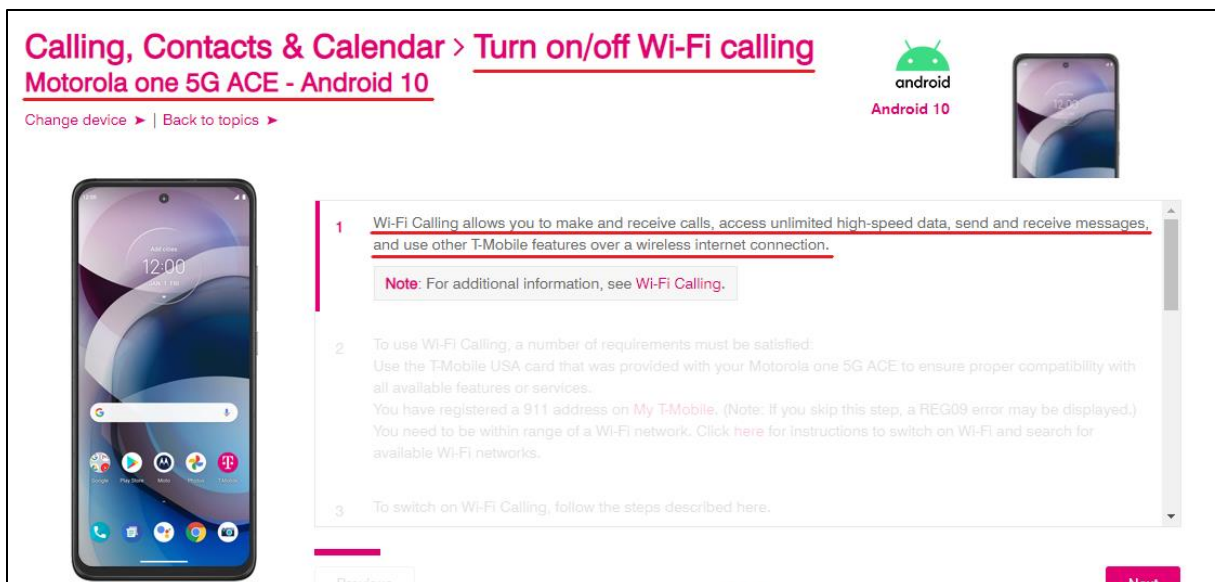 Calling, Contacts & Calendar > Turn on/off Wi-Fi calling
Motorola one 5G ACE - Android 10
Change device ➤ | Back to topics ➤
android
Android 10
12:00
1 Wi-Fi Calling allows you to make and receive calls, access unlimited high-speed data, send and receive messages,
and use other T-Mobile features over a wireless internet connection.
Note: For additional information, see Wi-Fi Calling.
2 To use Wi-Fi Calling, a number of requirements must be satisfied:
Use the T-Mobile USA card that was provided with your Motorola one 5G ACE to ensure proper compatibility with
all available features or services.
You have registered a 911 address on My T-Mobile. (Note: If you skip this step, a REG09 error may be displayed.)
You need to be within range of a Wi-Fi network. Click here for instructions to switch on Wi-Fi and search for
available Wi-Fi networks.
3 To switch on Wi-Fi Calling, follow the steps described here.
12:00
Google Play Store Moto Photos T-Mobile
Previous
Next